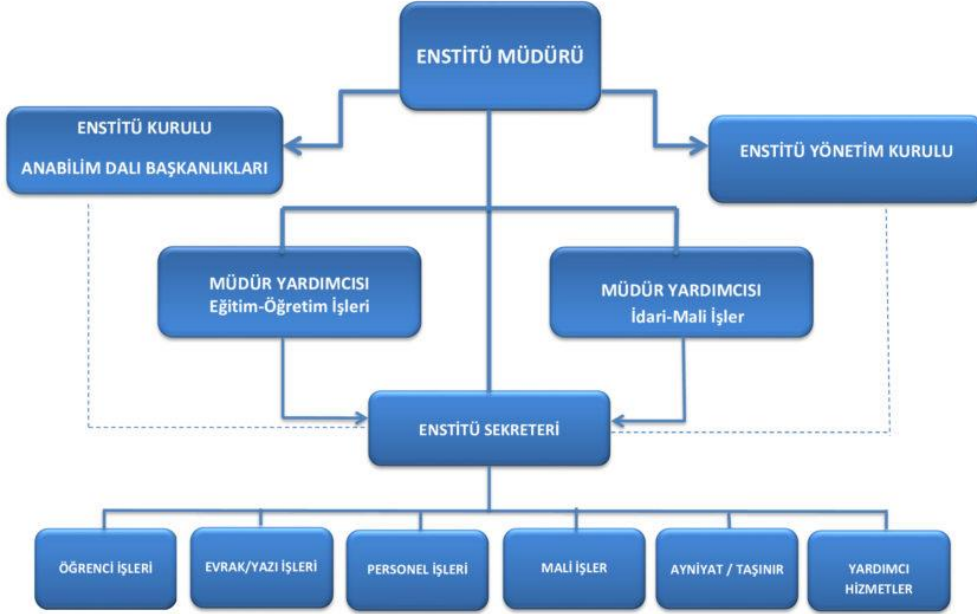 ENSTİTÜ MÜDÜRÜ
ENSTİTÜ KURULU
ANABİLİM DALI BAŞKANLIKLARI
ENSTİTÜ YÖNETİM KURULU
MÜDÜR YARDIMCISI
Eğitim-Öğretim İşleri
MÜDÜR YARDIMCISI
İdari-Mali İşler
ENSTİTÜ SEKRETERİ
ÖĞRENCİ İŞLERİ
EVRAK/YAZI İŞLERİ
PERSONEL İŞLERİ
MALİ İŞLER
AYNİYAT / TAŞINIR
YARDIMCI
HİZMETLER